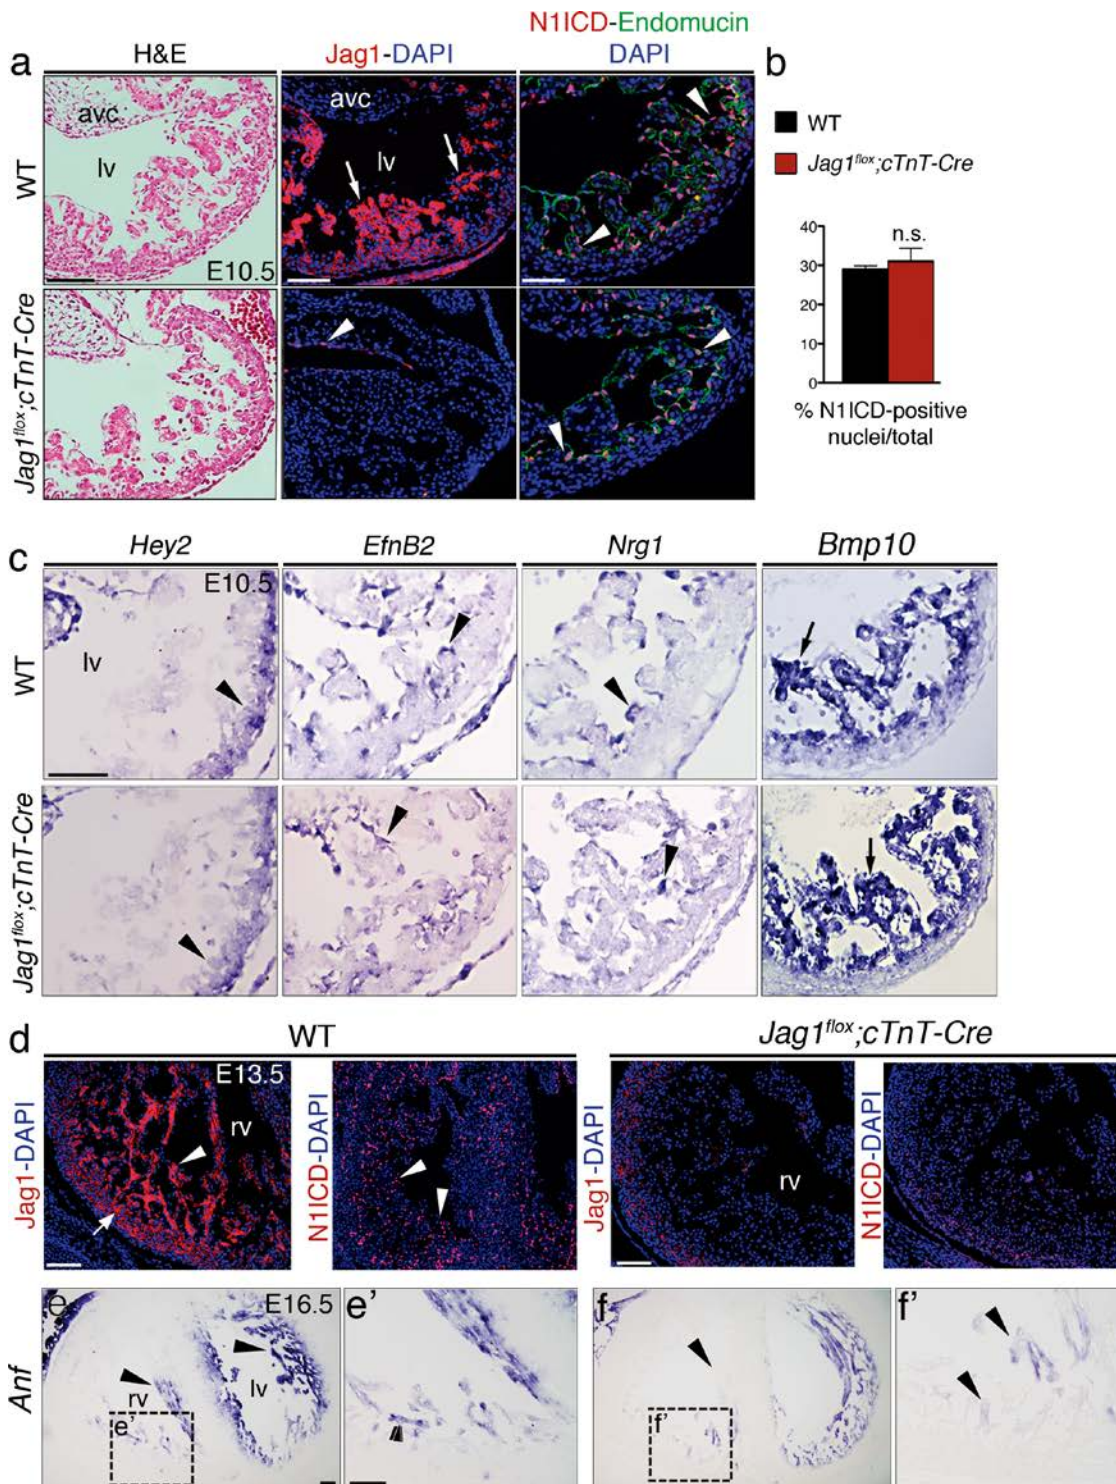 a
H&E
Jag1-DAPI
N1ICD-Endomucin
DAPI
b
WT
avc
lv
E10.5
avc
lv
WT
Jag1flox;cTnT-Cre
Jag1flox;cTnT-Cre
n.s.
40
30
20
10
0
% N1ICD-positive
nuclei/total
c
Hey2
EfnB2
Nrg1
Bmp10
WT
E10.5
lv
Jag1flox;cTnT-Cre
d
WT
Jag1flox;cTnT-Cre
Jag1-DAPI
E13.5
rv
N1ICD-DAPI
Jag1-DAPI
rv
N1ICD-DAPI
Anf
e
E16.5
rv
lv
e'
e'
f
f'
f'